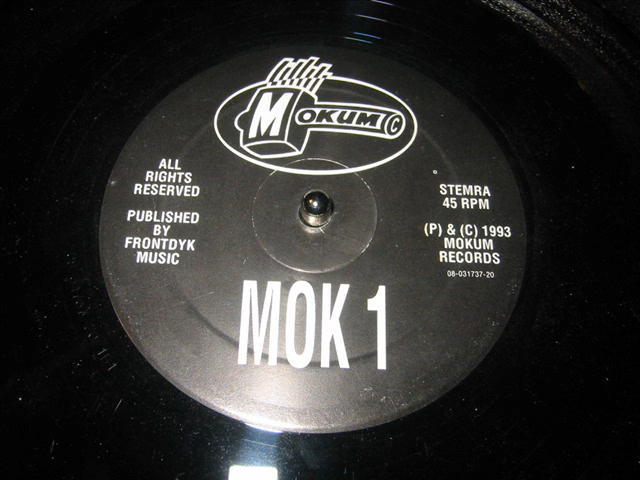 MOKUM
ALL
RIGHTS
RESERVED
PUBLISHED
BY
FRONTDYK
MUSIC
STEMRA
45 RPM
(P) & (C) 1993
MOKUM
RECORDS
08-031737-20
MOK 1